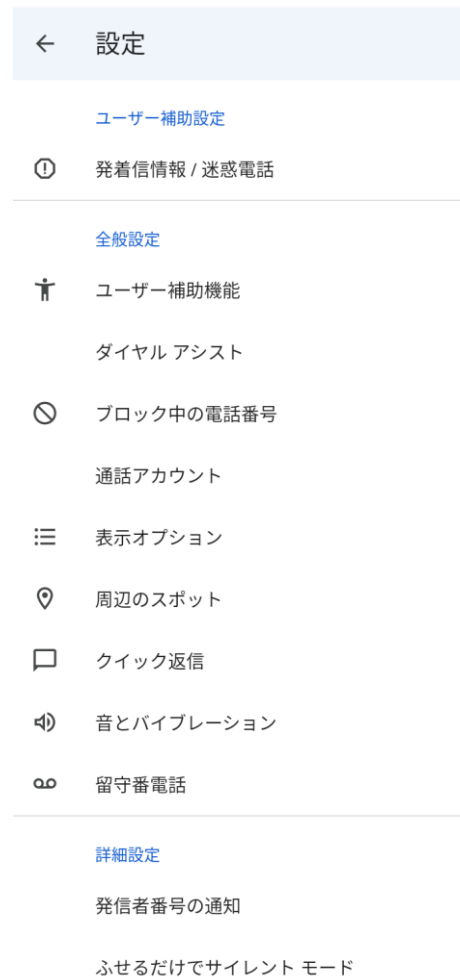 設定
ユーザー補助設定
発着信情報 / 迷惑電話
全般設定
ユーザー補助機能
ダイヤル アシスト
ブロック中の電話番号
通話アカウント
表示オプション
周辺のスポット
クイック返信
音とバイブレーション
留守番電話
詳細設定
発信者番号の通知
ふせるだけでサイレント モード